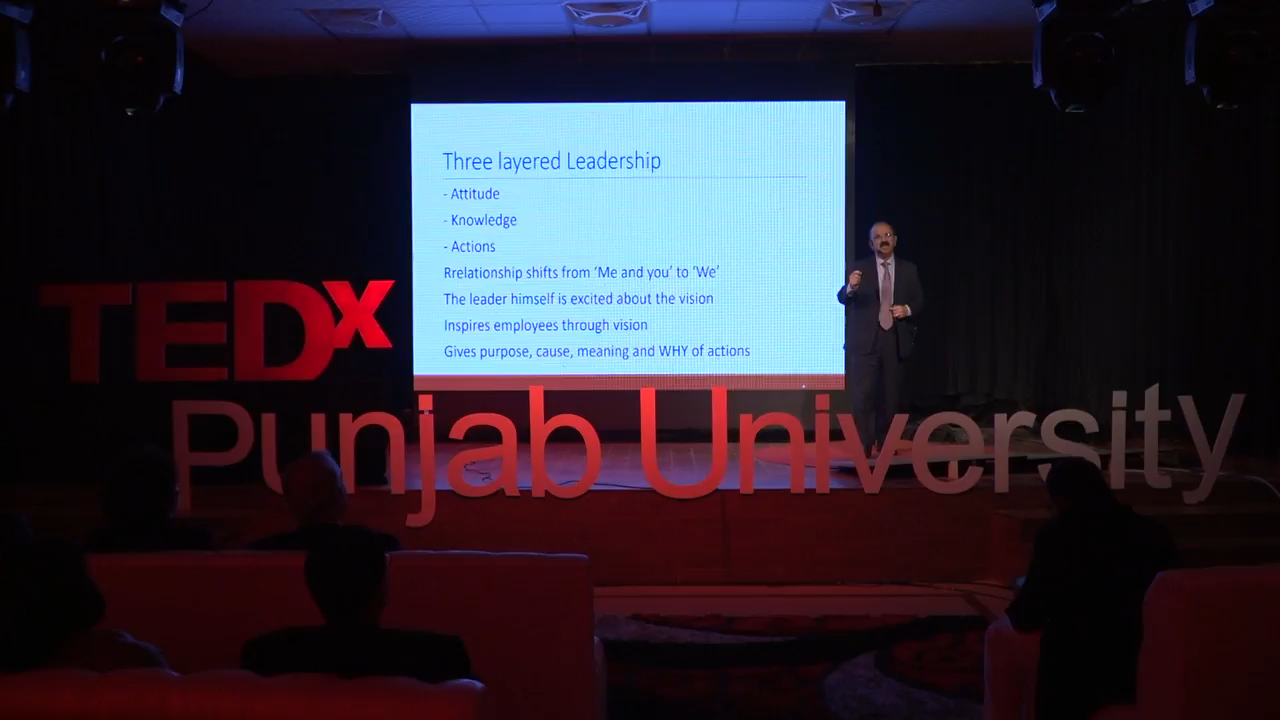 Three layered Leadership
- Attitude
- Knowledge
- Actions
Rrelationship shifts from ‘Me and you’ to ‘We’
The leader himself is excited about the vision
Inspires employees through vision
Gives purpose, cause, meaning and WHY of actions
TEDx
Punjab University